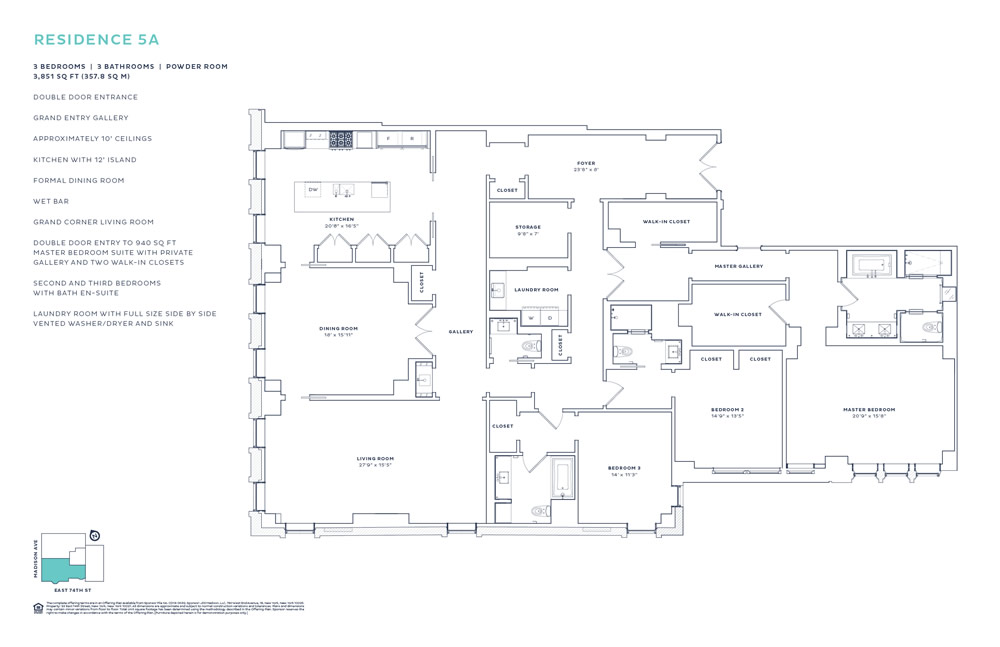 RESIDENCE 5A
3 BEDROOMS | 3 BATHROOMS | POWDER ROOM
3,851 SQ FT (357.8 SQ M)
DOUBLE DOOR ENTRANCE
GRAND ENTRY GALLERY
APPROXIMATELY 10' CEILINGS
KITCHEN WITH 12' ISLAND
FORMAL DINING ROOM
WET BAR
GRAND CORNER LIVING ROOM
DOUBLE DOOR ENTRY TO 940 SQ FT
MASTER BEDROOM SUITE WITH PRIVATE
GALLERY AND TWO WALK-IN CLOSETS
SECOND AND THIRD BEDROOMS
WITH BATH EN-SUITE
LAUNDRY ROOM WITH FULL SIZE SIDE BY SIDE
VENTED WASHER/DRYER AND SINK
F R
DW
KITCHEN
20'8" x 16'5"
FOYER
23'8" x 8'
CLOSET
STORAGE
9'6" x 7'
WALK-IN CLOSET
MASTER GALLERY
CLOSET
LAUNDRY ROOM
W D
WALK-IN CLOSET
DINING ROOM
18' x 15'11"
GALLERY
CLOSET
CLOSET
CLOSET
BEDROOM 2
14'9" x 13'5"
MASTER BEDROOM
20'9" x 15'8"
CLOSET
LIVING ROOM
27'9" x 15'5"
BEDROOM 3
14' x 11'3"
MADISON AVE
EAST 74TH ST